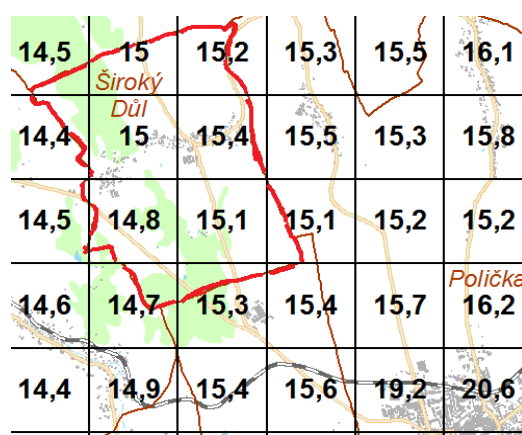 14,5 15 15,2 15,3 15,5 16,1
Široký
Důl
14,4 15 15,4 15,5 15,3 15,8
14,5 14,8 15,1 15,1 15,2 15,2
Polička
14,6 14,7 15,3 15,4 15,7 16,2
14,4 14,9 15,4 15,6 19,2 20,6